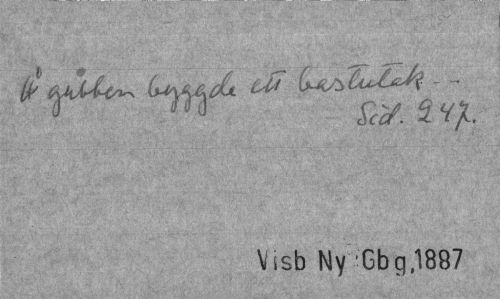 Å gubben byggde ett bastutak --
Sid. 247.
Visb Ny :Gbg,1887